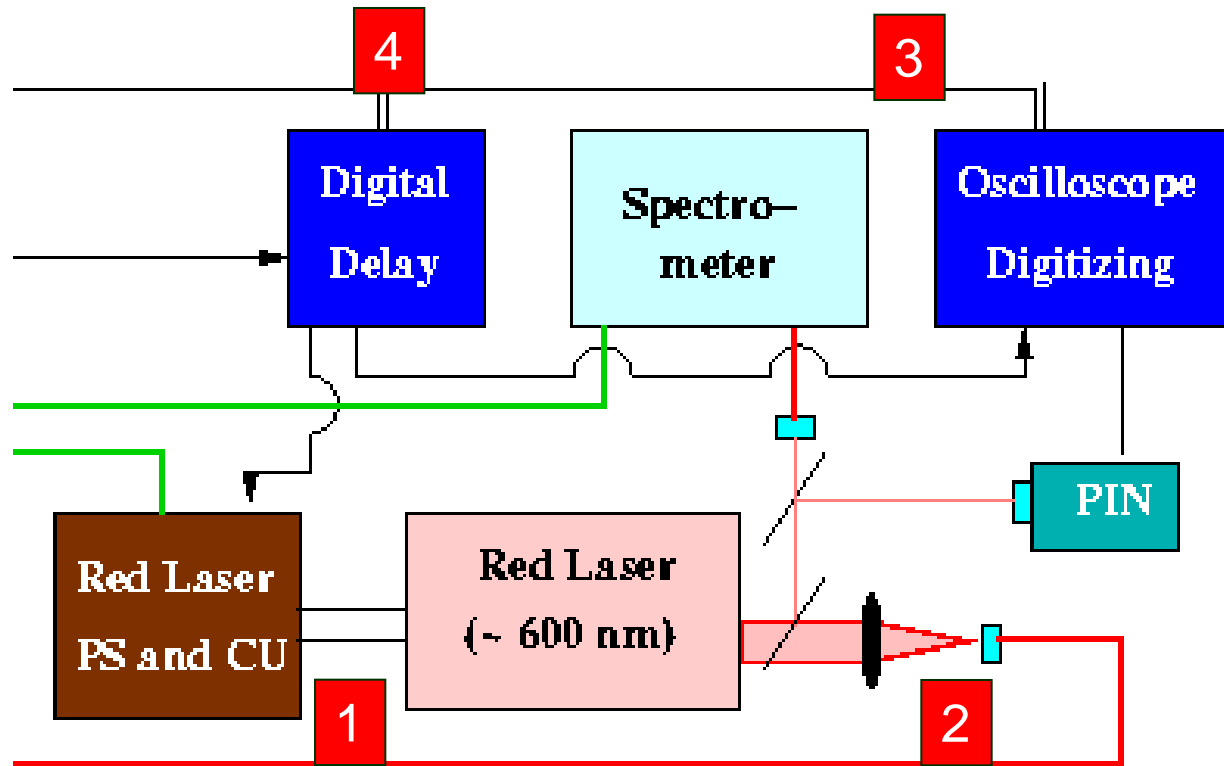 4
3
Digital
Delay
Spectro–
meter
Oscilloscope
Digitizing
PIN
Red Laser
PS and CU
Red Laser
(~ 600 nm)
1
2